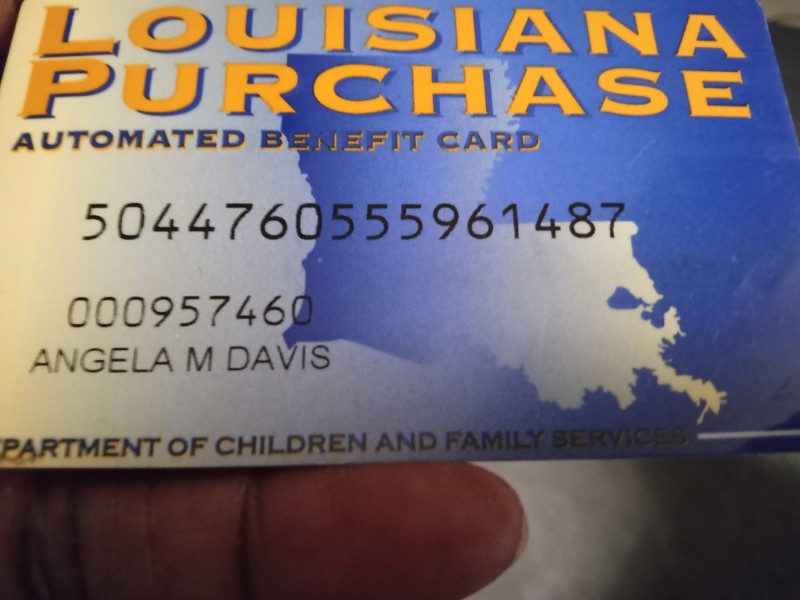 LOUISIANA
PURCHASE
AUTOMATED BENEFIT CARD
5044760555961487
000957460
ANGELA M DAVIS
PARTMENT OF CHILDREN AND FAMILY SERVICES